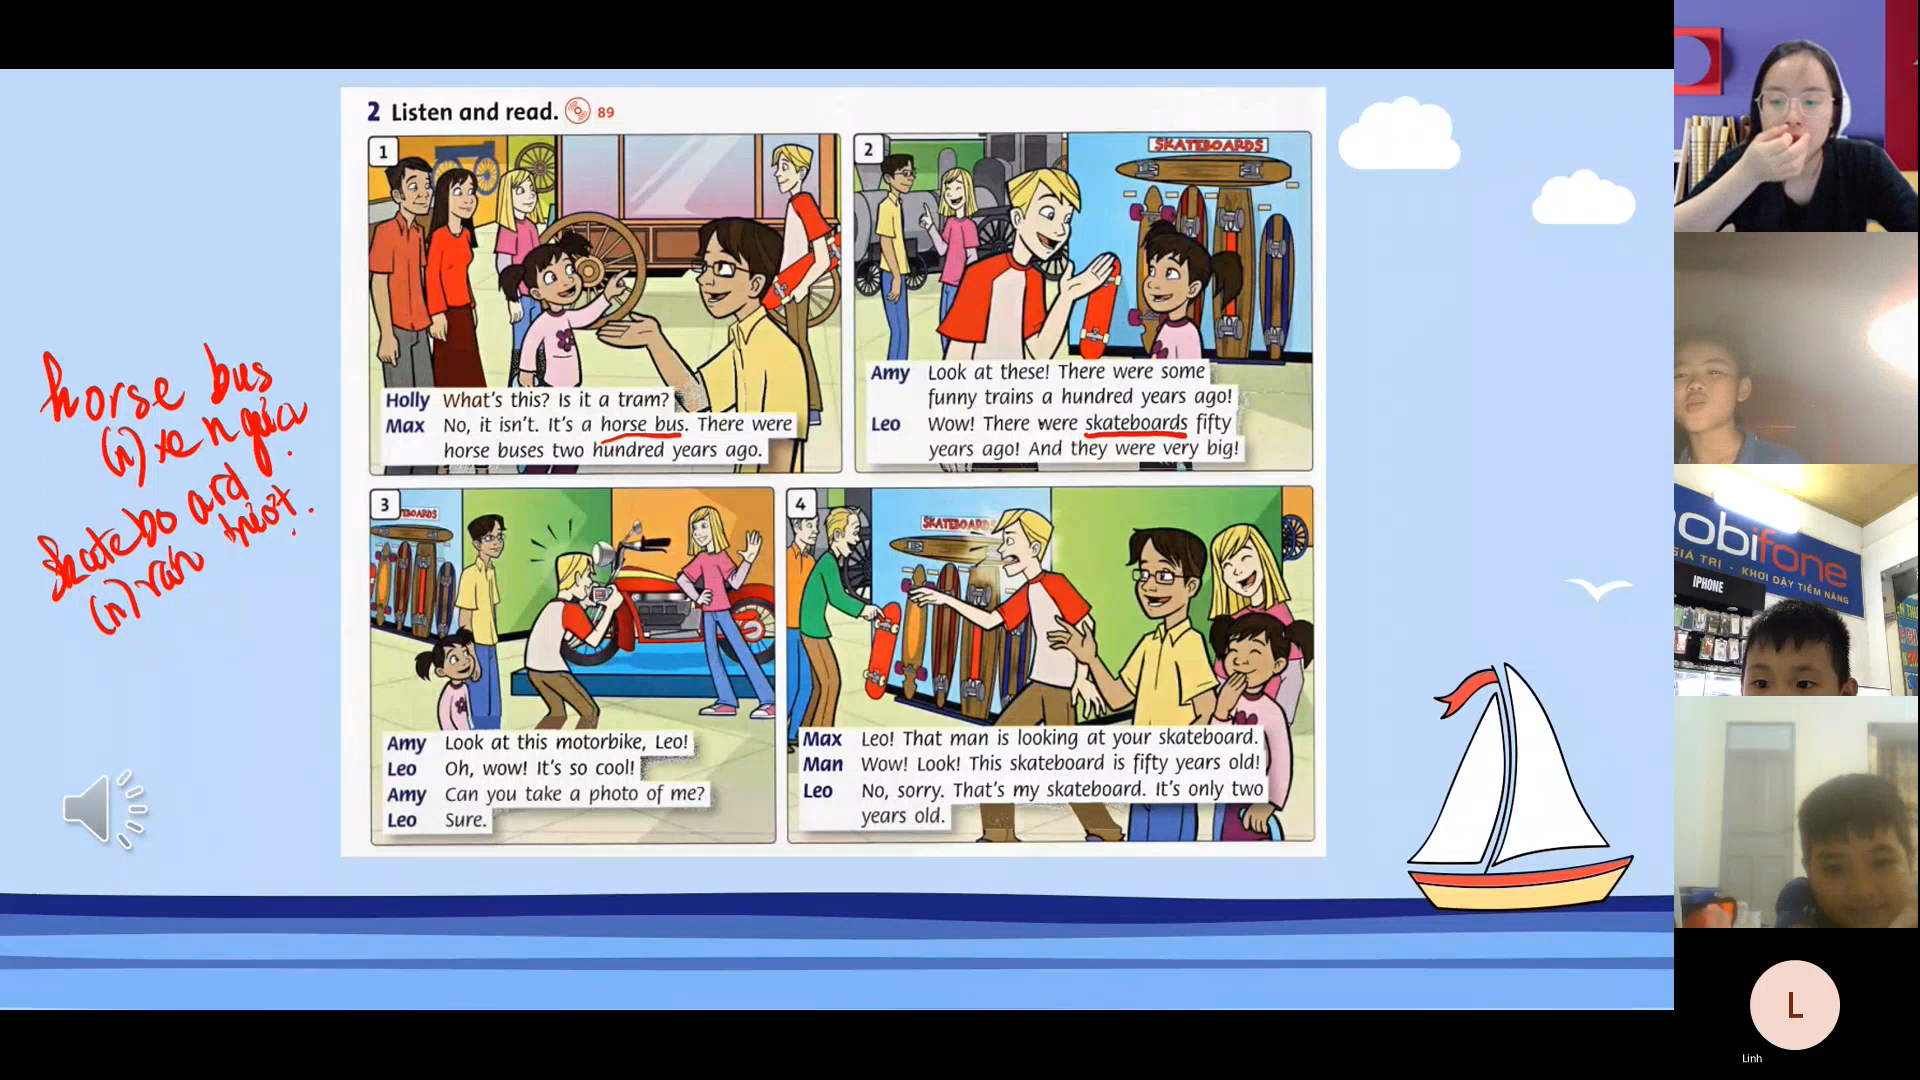 2 Listen and read. 89
1
Holly What's this? Is it a tram?
Max No, it isn't. It's a horse bus. There were
horse buses two hundred years ago.
2
SKATEBOARDS
Amy Look at these! There were some
funny trains a hundred years ago!
Leo Wow! There were skateboards fifty
years ago! And they were very big!
3
Amy Look at this motorbike, Leo!
Leo Oh, wow! It's so cool!
Amy Can you take a photo of me?
Leo Sure.
4
SKATEBOARDS
Max Leo! That man is looking at your skateboard.
Man Wow! Look! This skateboard is fifty years old!
Leo No, sorry. That's my skateboard. It's only two
years old.
horse bus
(n) xe ngựa
skateboard
(n) ván trượt.
mobifone
GIÁ TRỊ - KHƠI DẬY TIỀM NĂNG
IPHONE
L
Linh